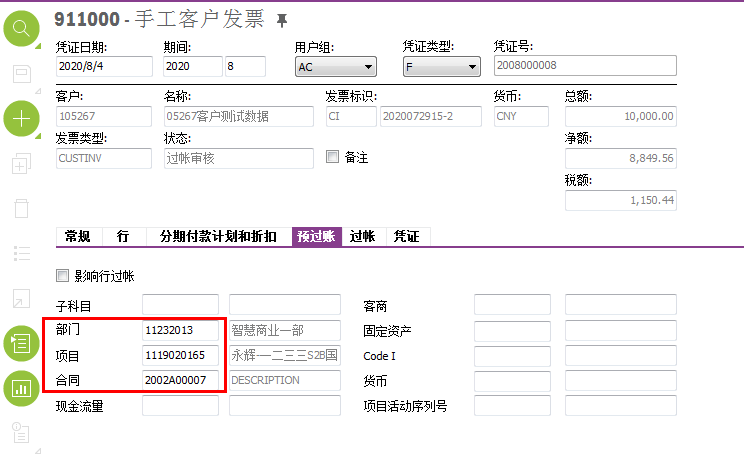 911000 - 手工客户发票
凭证日期: 期间: 用户组: 凭证类型: 凭证号:
2020/8/4 2020 8 AC F 2008000008
客户: 名称: 发票标识: 货币: 总额:
105267 05267客户测试数据 CI 2020072915-2 CNY 10,000.00
发票类型: 状态: 净额:
CUSTINV 过帐审核 备注 8,849.56
税额:
1,150.44
常规 行 分期付款计划和折扣 预过账 过帐 凭证
影响行过帐
子科目 客商
部门 11232013 智慧商业一部 固定资产
项目 1119020165 永辉---二三三S2B国 Code I
合同 2002A00007 DESCRIPTION 货币
现金流量 项目活动序列号